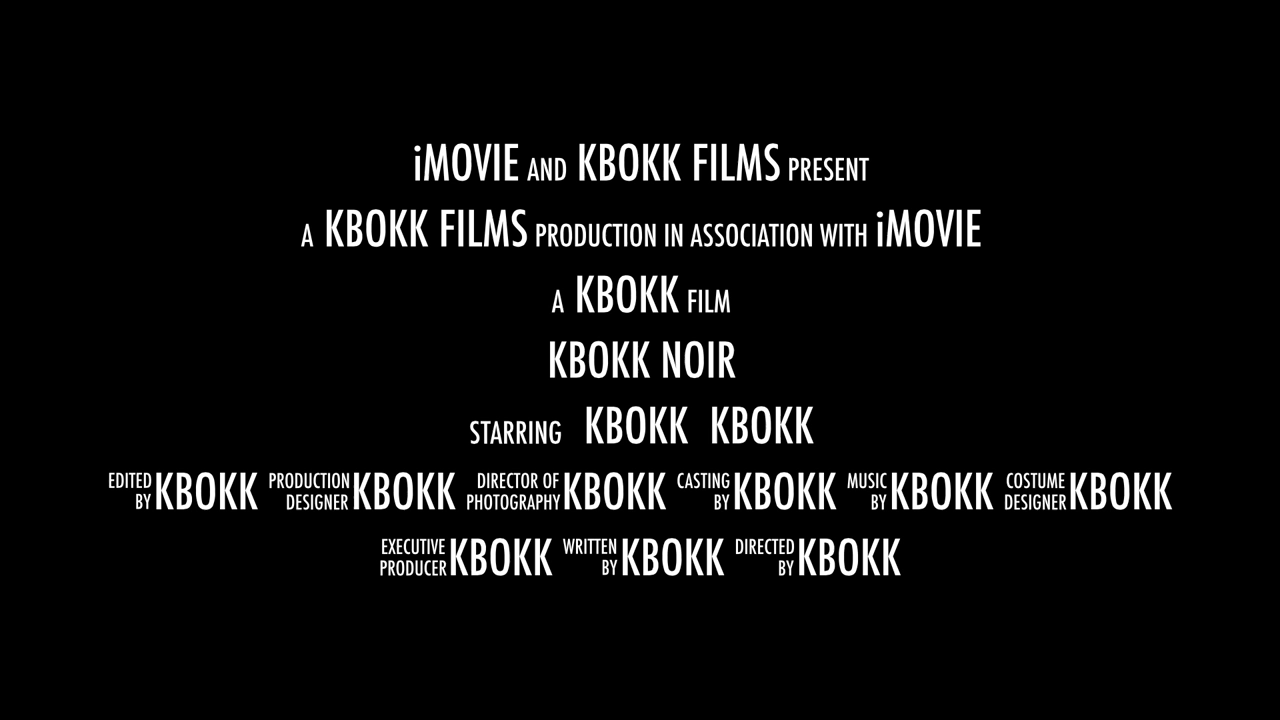 iMOVIE AND KBOKK FILMS PRESENT
A KBOKK FILMS PRODUCTION IN ASSOCIATION WITH iMOVIE
A KBOKK FILM
KBOKK NOIR
STARRING KBOKK KBOKK
EDITED BY KBOKK PRODUCTION DESIGNER KBOKK DIRECTOR OF PHOTOGRAPHY KBOKK CASTING BY KBOKK MUSIC BY KBOKK COSTUME DESIGNER KBOKK
EXECUTIVE PRODUCER KBOKK WRITTEN BY KBOKK DIRECTED BY KBOKK